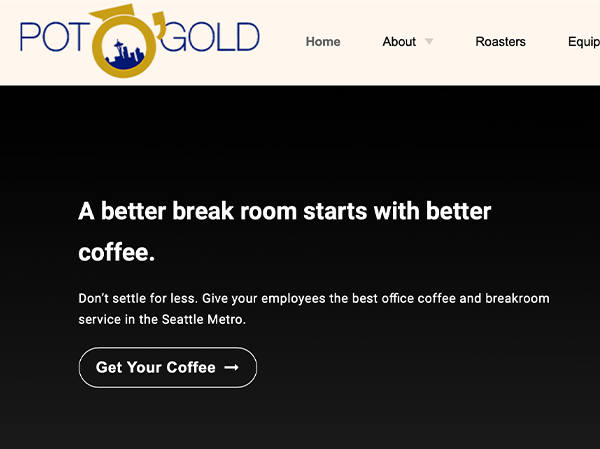 POT O'GOLD
Home About Roasters Equip
A better break room starts with better
coffee.
Don't settle for less. Give your employees the best office coffee and breakroom
service in the Seattle Metro.
Get Your Coffee →